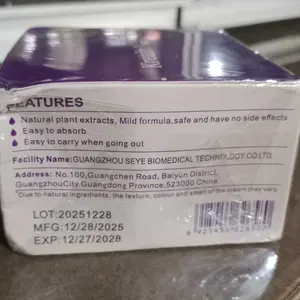 FEATURES
Natural plant extracts, Mild formula,safe and have no side effects
Easy to absorb
Easy to carry when going out
Facility Name:GUANGZHOU SEYE BIOMEDICAL TECHNOLOGY CO LTD.
Address: No,100,Guangchen Road, Baiyun District,
GuangzhouCity,Guangdong Province,523000 China
*Due to natural ingredients, the texture, colour and smell of the cream may vary.
LOT:20251228
MFG:12/28/2025
EXP:12/27/2028